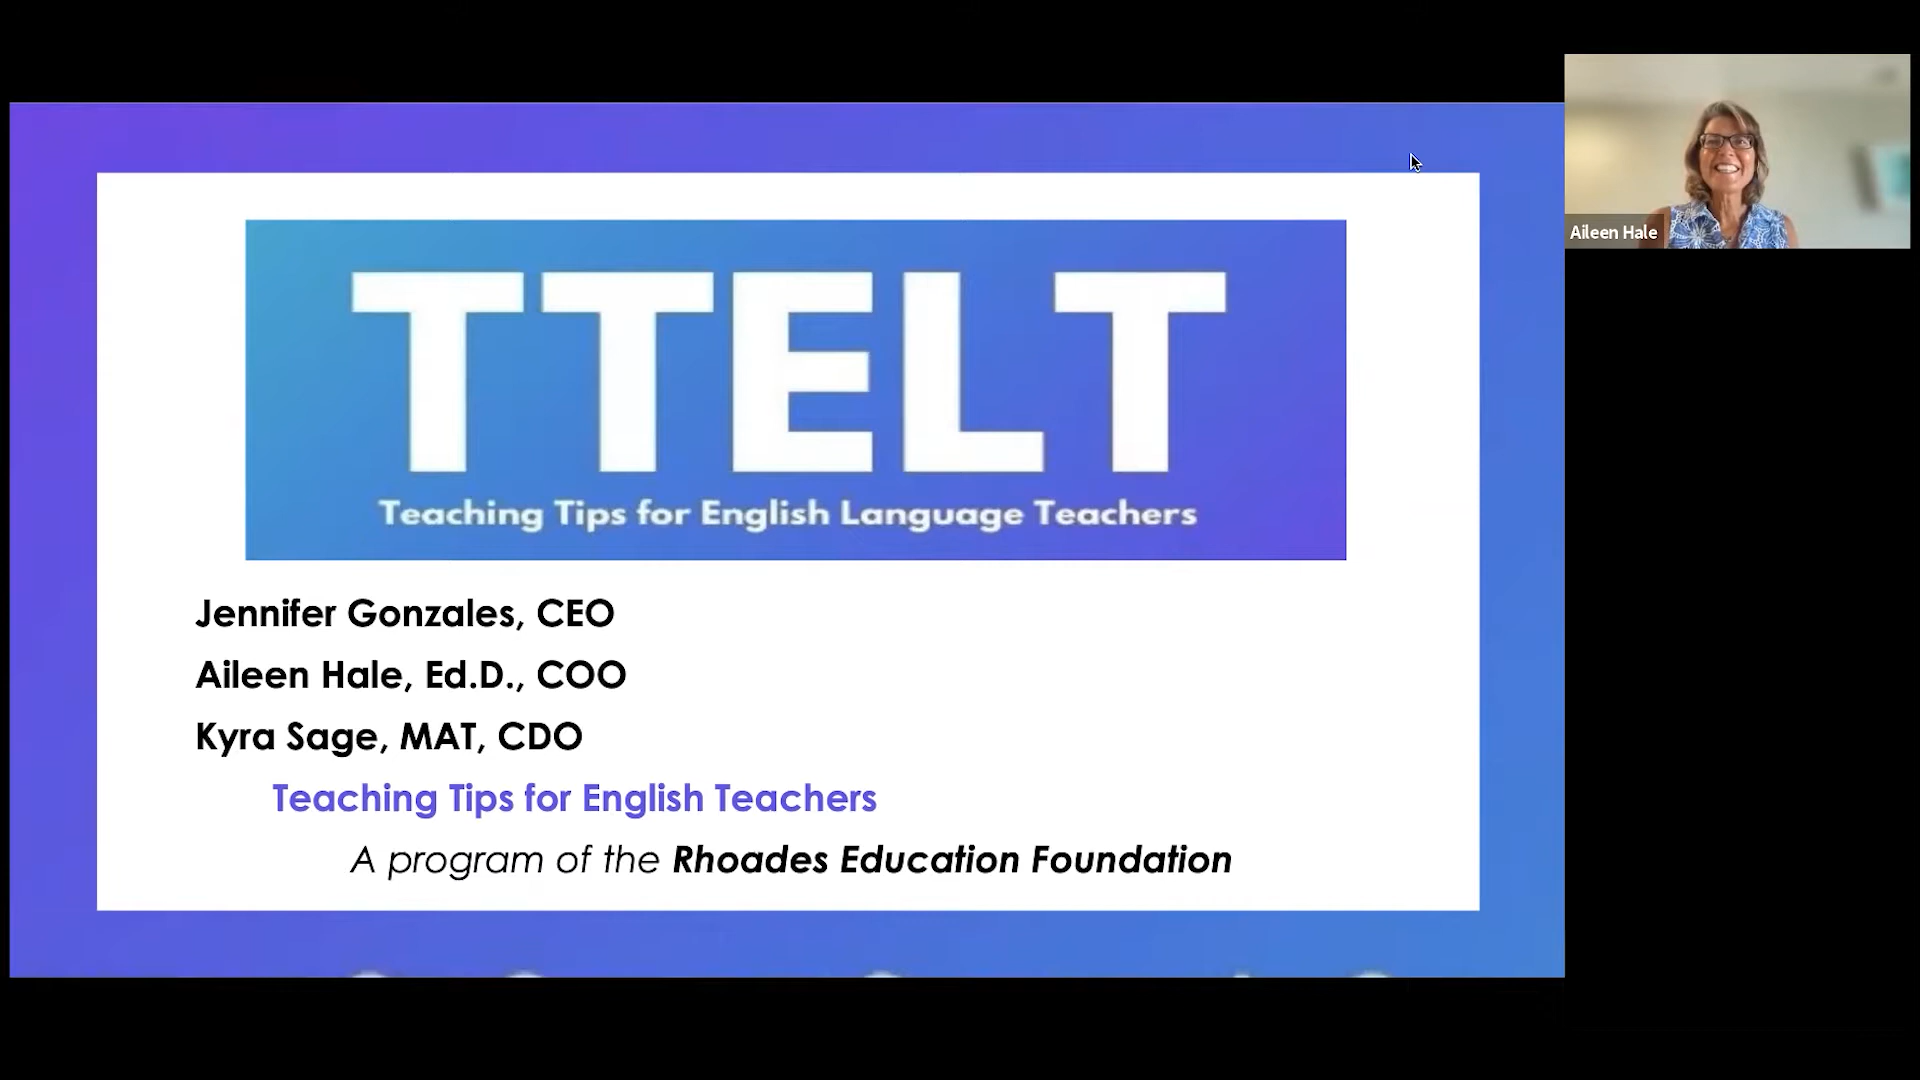 TTELT
Teaching Tips for English Language Teachers
Jennifer Gonzales, CEO
Aileen Hale, Ed.D., COO
Kyra Sage, MAT, CDO
Teaching Tips for English Teachers
A program of the Rhoades Education Foundation
Aileen Hale